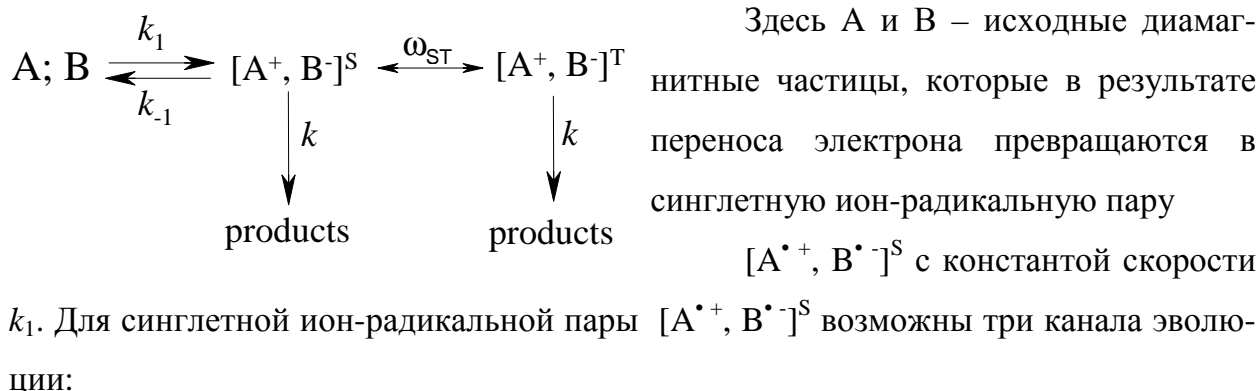 Здесь A и B – исходные диамаг-
нитные частицы, которые в результате
переноса электрона превращаются в
синглетную ион-радикальную пару
[A• +, B• -]S с константой скорости
k1. Для синглетной ион-радикальной пары [A• +, B• -]S возможны три канала эволю-
ции:
A; B
k1
k-1
[A+, B-]S
ωST
[A+, B-]T
k
k
products
products